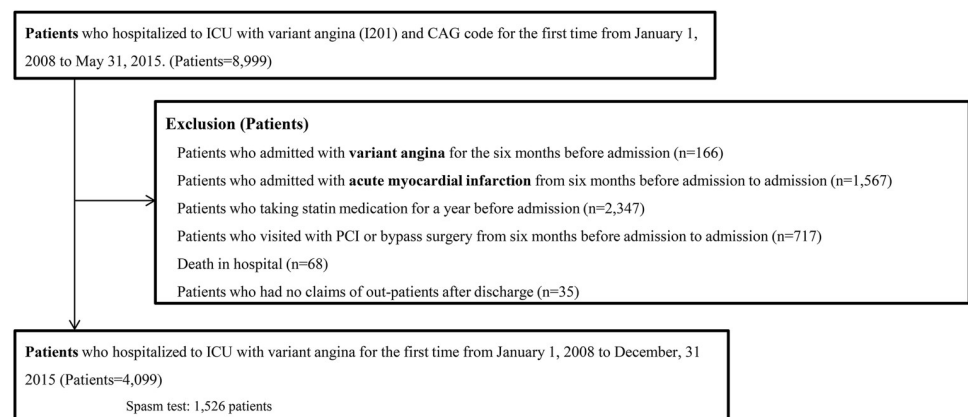 Patients who hospitalized to ICU with variant angina (I201) and CAG code for the first time from January 1,
2008 to May 31, 2015. (Patients=8,999)
Exclusion (Patients)
Patients who admitted with variant angina for the six months before admission (n=166)
Patients who admitted with acute myocardial infarction from six months before admission to admission (n=1,567)
Patients who taking statin medication for a year before admission (n=2,347)
Patients who visited with PCI or bypass surgery from six months before admission to admission (n=717)
Death in hospital (n=68)
Patients who had no claims of out-patients after discharge (n=35)
Patients who hospitalized to ICU with variant angina for the first time from January 1, 2008 to December, 31
2015 (Patients=4,099)
Spasm test: 1,526 patients